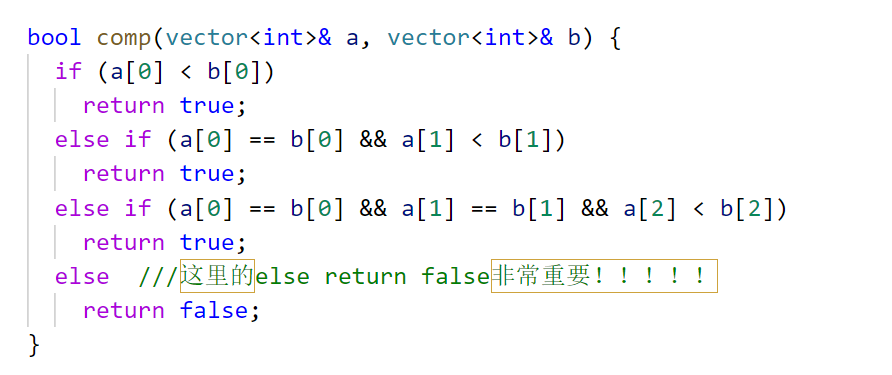 bool comp(vector<int>& a, vector<int>& b) {
if (a[0] < b[0])
return true;
else if (a[0] == b[0] && a[1] < b[1])
return true;
else if (a[0] == b[0] && a[1] == b[1] && a[2] < b[2])
return true;
else  ///这里的else return false非常重要！！！！！
return false;
}